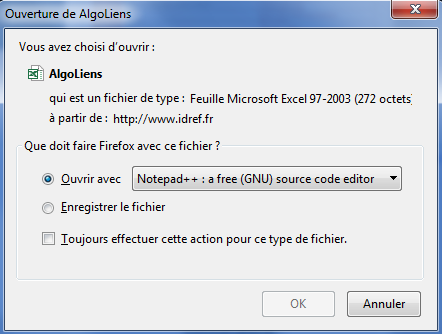 Ouverture de AlgoLiens
Vous avez choisi d'ouvrir :
AlgoLiens
qui est un fichier de type : Feuille Microsoft Excel 97-2003 (272 octets)
à partir de : http://www.idref.fr
Que doit faire Firefox avec ce fichier ?
Ouvrir avec Notepad++ : a free (GNU) source code editor
Enregistrer le fichier
Toujours effectuer cette action pour ce type de fichier.
OK Annuler